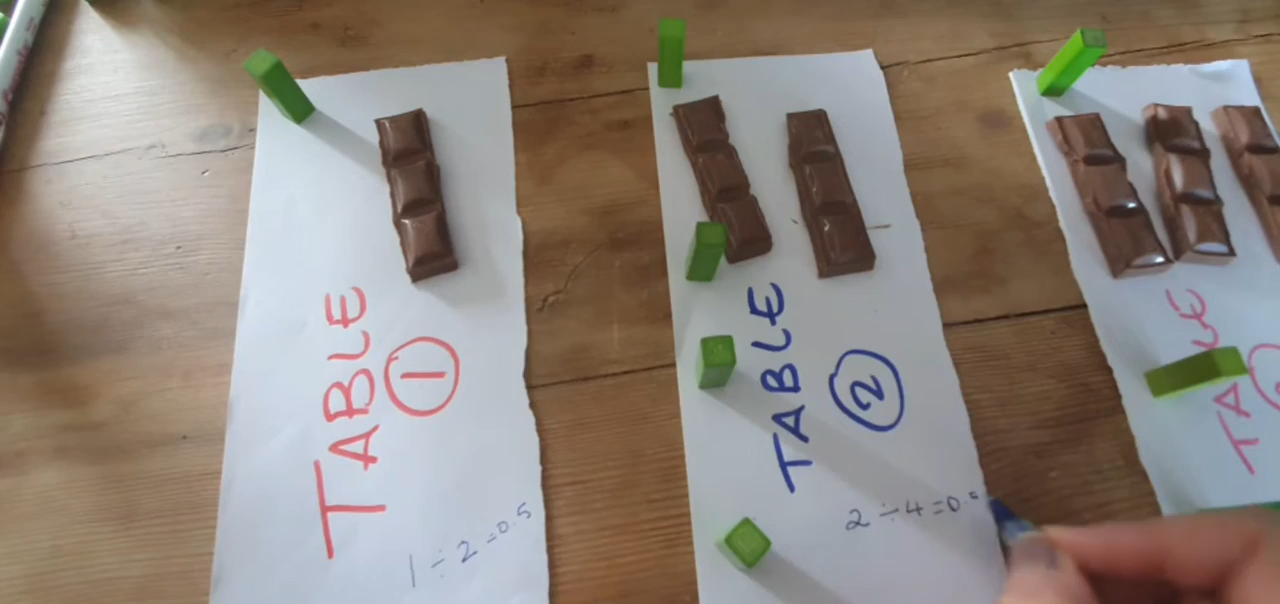 TABLE
1
1 ÷ 2 = 0.5
TABLE
2
2 ÷ 4 = 0.5